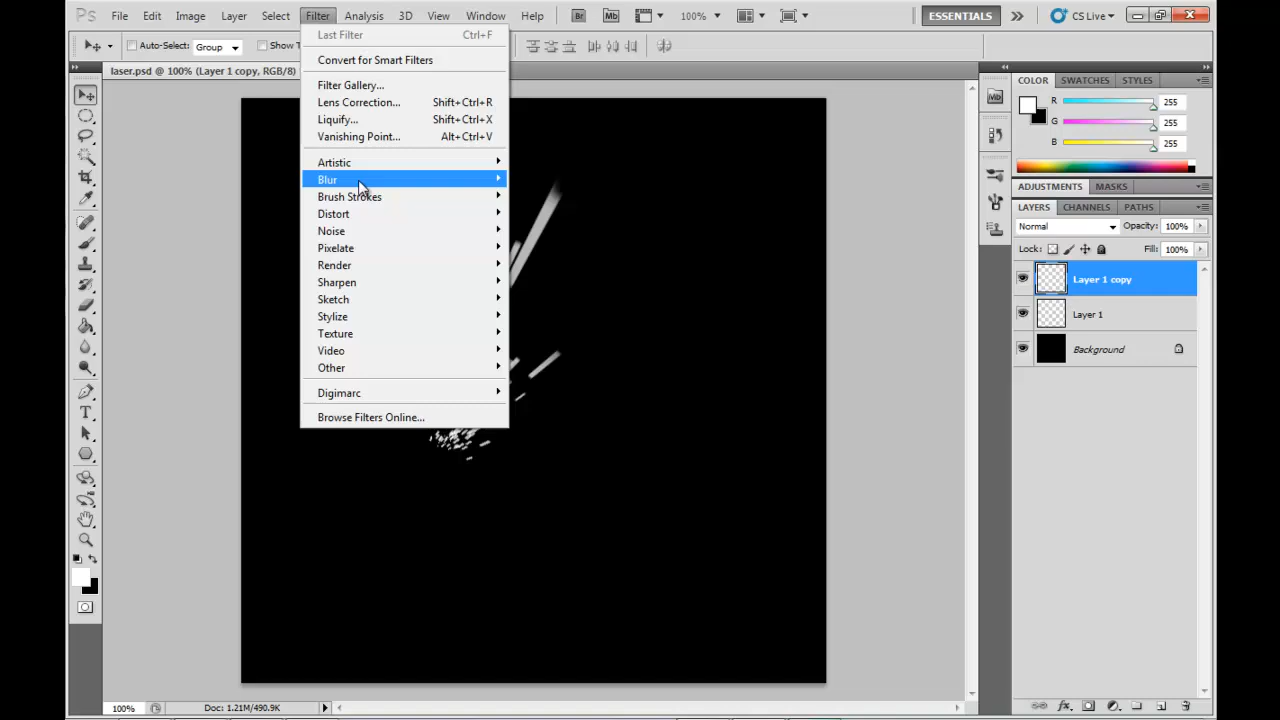 Ps File Edit Image Layer Select Filter Analysis 3D View Window Help Br Mb 100% ESSENTIALS CS Live
Auto-Select: Group Show T
laser.psd @ 100% (Layer 1 copy, RGB/8)
Last Filter Ctrl+F
Convert for Smart Filters
Filter Gallery...
Lens Correction... Shift+Ctrl+R
Liquify... Shift+Ctrl+X
Vanishing Point... Alt+Ctrl+V
Artistic
Blur
Brush Strokes
Distort
Noise
Pixelate
Render
Sharpen
Sketch
Stylize
Texture
Video
Other
Digimarc
Browse Filters Online...
Mb
COLOR SWATCHES STYLES
R 255
G 255
B 255
ADJUSTMENTS MASKS
LAYERS CHANNELS PATHS
Normal Opacity: 100%
Lock: Fill: 100%
Layer 1 copy
Layer 1
Background
T
fx
100% Doc: 1.21M/490.9K